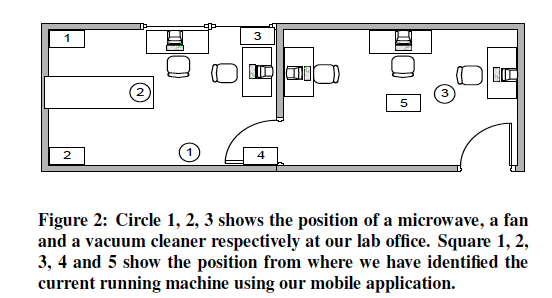 1
3
2
3
5
2
1
4
Figure 2: Circle 1, 2, 3 shows the position of a microwave, a fan
and a vacuum cleaner respectively at our lab office. Square 1, 2,
3, 4 and 5 show the position from where we have identified the
current running machine using our mobile application.